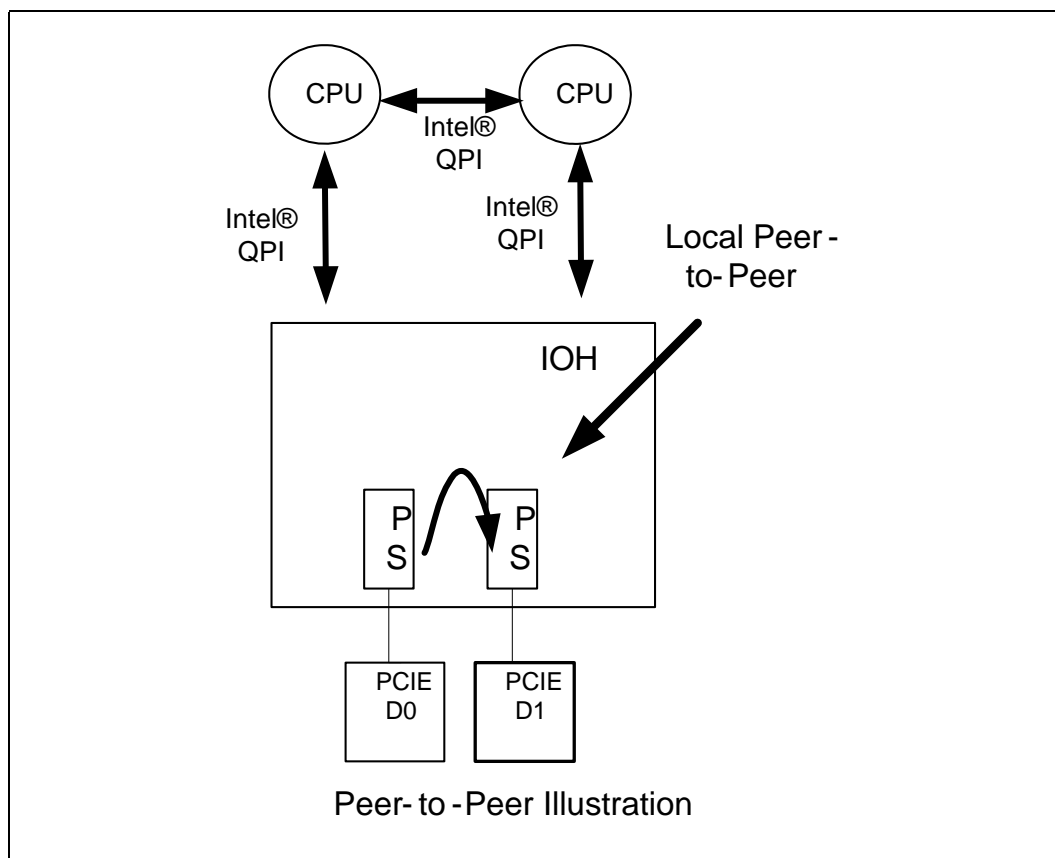 CPU
CPU
Intel®
QPI
Intel®
QPI
Intel®
QPI
Local Peer -
to- Peer
IOH
P
S
P
S
PCIE
D0
PCIE
D1
Peer- to -Peer Illustration